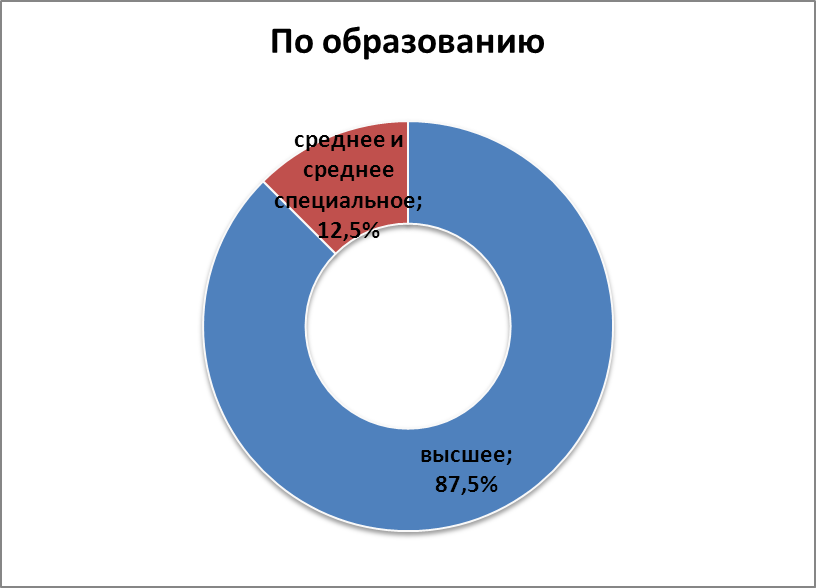 По образованию
среднее и
среднее
специальное;
12,5%
высшее;
87,5%